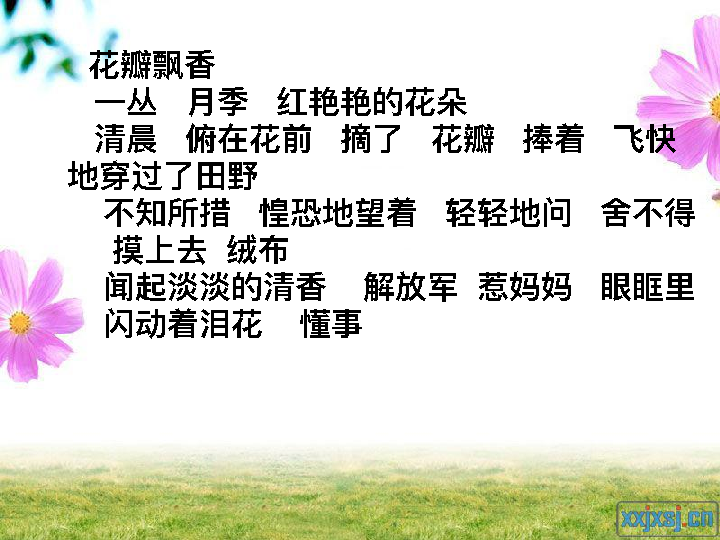 花瓣飘香
一丛 月季 红艳艳的花朵
清晨 俯在花前 摘了 花瓣 捧着 飞快
地穿过了田野
不知所措 惶恐地望着 轻轻地问 舍不得
摸上去 绒布
闻起淡淡的清香 解放军 惹妈妈 眼眶里
闪动着泪花 懂事
xxjxsj.cn